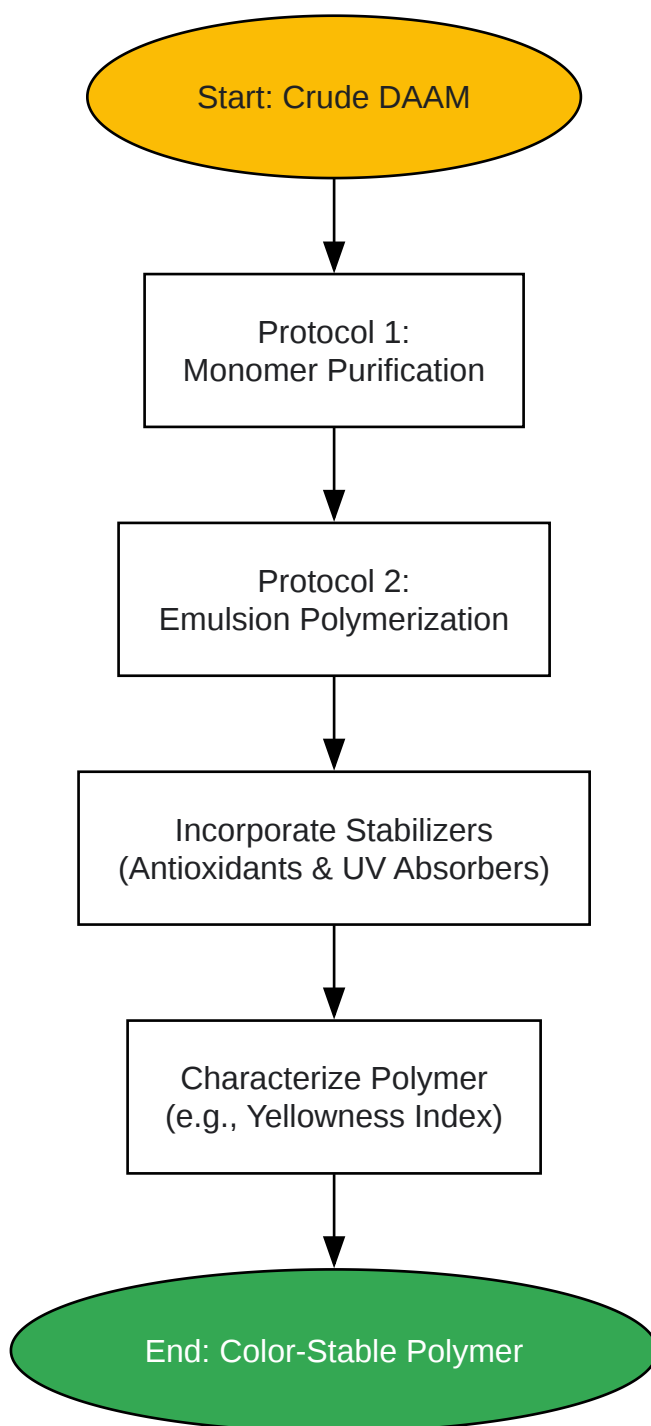 Start: Crude DAAM
Protocol 1:
Monomer Purification
Protocol 2:
Emulsion Polymerization
Incorporate Stabilizers
(Antioxidants & UV Absorbers)
Characterize Polymer
(e.g., Yellowness Index)
End: Color-Stable Polymer